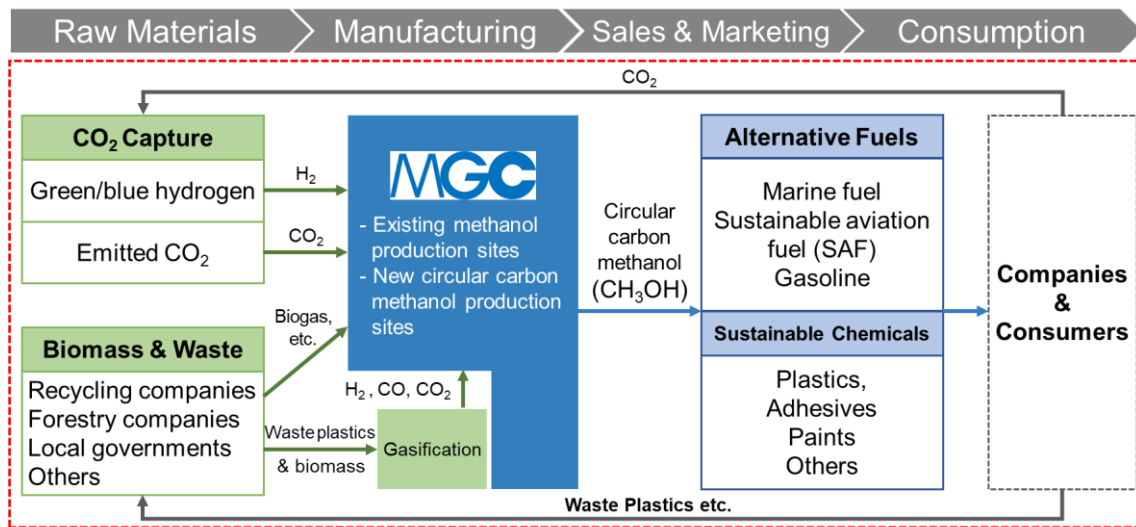 Raw Materials
Manufacturing
Sales & Marketing
Consumption
CO₂
CO₂ Capture
Green/blue hydrogen
Emitted CO₂
H₂
CO₂
MGC
- Existing methanol
production sites
- New circular carbon
methanol production
sites
Circular
carbon
methanol
(CH₃OH)
Alternative Fuels
Marine fuel
Sustainable aviation
fuel (SAF)
Gasoline
Companies
&
Consumers
Biomass & Waste
Recycling companies
Forestry companies
Local governments
Others
Biogas,
etc.
Waste plastics
& biomass
H₂ , CO, CO₂
Gasification
Sustainable Chemicals
Plastics,
Adhesives
Paints
Others
Waste Plastics etc.